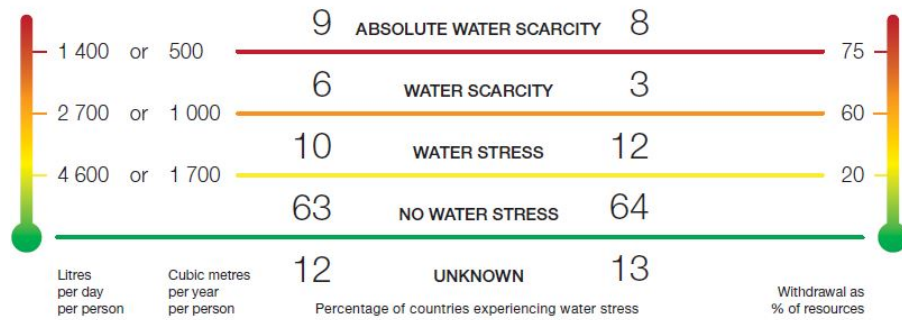 9 ABSOLUTE WATER SCARCITY 8
1 400 or 500 75
6 WATER SCARCITY 3
2 700 or 1 000 60
10 WATER STRESS 12
4 600 or 1 700 20
63 NO WATER STRESS 64
12 UNKNOWN 13
Litres
per day
per person
Cubic metres
per year
per person
Percentage of countries experiencing water stress
Withdrawal as
% of resources